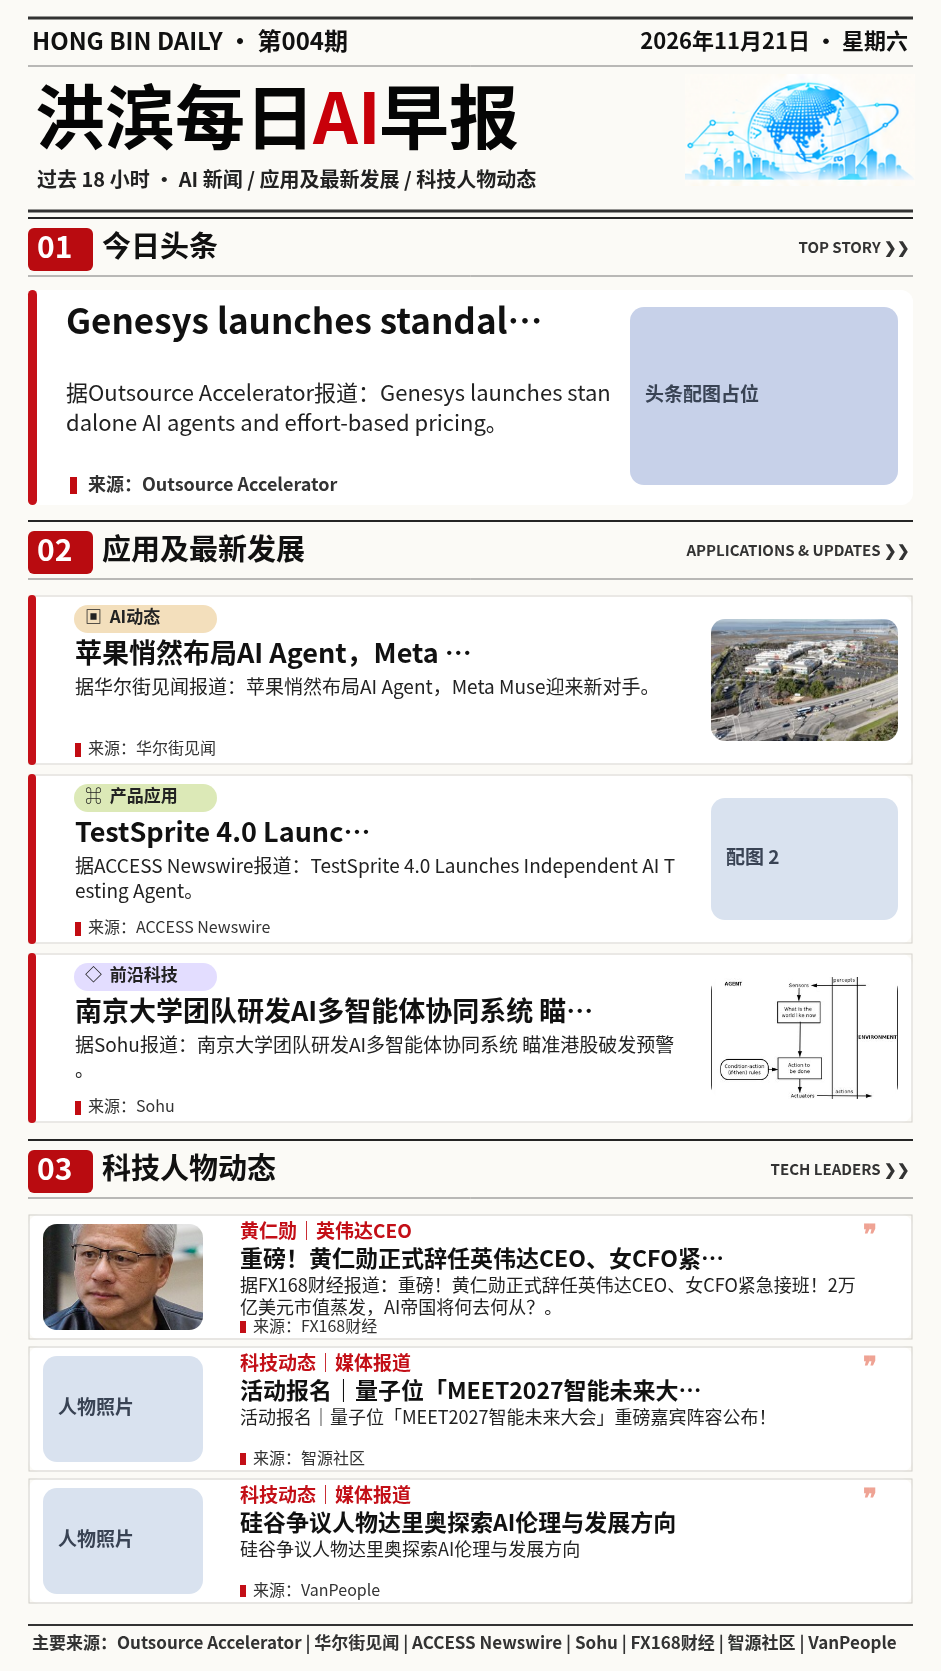 HONG BIN DAILY • 第004期
2026年11月21日 • 星期六
洪滨每日AI早报
过去 18 小时 • AI 新闻 / 应用及最新发展 / 科技人物动态
01 今日头条
TOP STORY ❯❯
Genesys launches standal…
据Outsource Accelerator报道：Genesys launches stan
dalone AI agents and effort-based pricing。
来源：Outsource Accelerator
头条配图占位
02 应用及最新发展
APPLICATIONS & UPDATES ❯❯
▣ AI动态
苹果悄然布局AI Agent，Meta …
据华尔街见闻报道：苹果悄然布局AI Agent，Meta Muse迎来新对手。
来源：华尔街见闻
⌘ 产品应用
TestSprite 4.0 Launc…
据ACCESS Newswire报道：TestSprite 4.0 Launches Independent AI T
esting Agent。
来源：ACCESS Newswire
配图 2
◇ 前沿科技
南京大学团队研发AI多智能体协同系统 瞄…
据Sohu报道：南京大学团队研发AI多智能体协同系统 瞄准港股破发预警
。
来源：Sohu
AGENT
Sensors
percepts
What is the
world like now
ENVIRONMENT
Condition-action
(if-then) rules
Action to
be done
Actuators
actions
03 科技人物动态
TECH LEADERS ❯❯
黄仁勋｜英伟达CEO
❞
重磅！黄仁勋正式辞任英伟达CEO、女CFO紧…
据FX168财经报道：重磅！黄仁勋正式辞任英伟达CEO、女CFO紧急接班！2万
亿美元市值蒸发，AI帝国将何去何从？。
来源：FX168财经
人物照片
科技动态｜媒体报道
❞
活动报名｜量子位「MEET2027智能未来大…
活动报名｜量子位「MEET2027智能未来大会」重磅嘉宾阵容公布！
来源：智源社区
人物照片
科技动态｜媒体报道
❞
硅谷争议人物达里奥探索AI伦理与发展方向
硅谷争议人物达里奥探索AI伦理与发展方向
来源：VanPeople
主要来源：Outsource Accelerator | 华尔街见闻 | ACCESS Newswire | Sohu | FX168财经 | 智源社区 | VanPeople